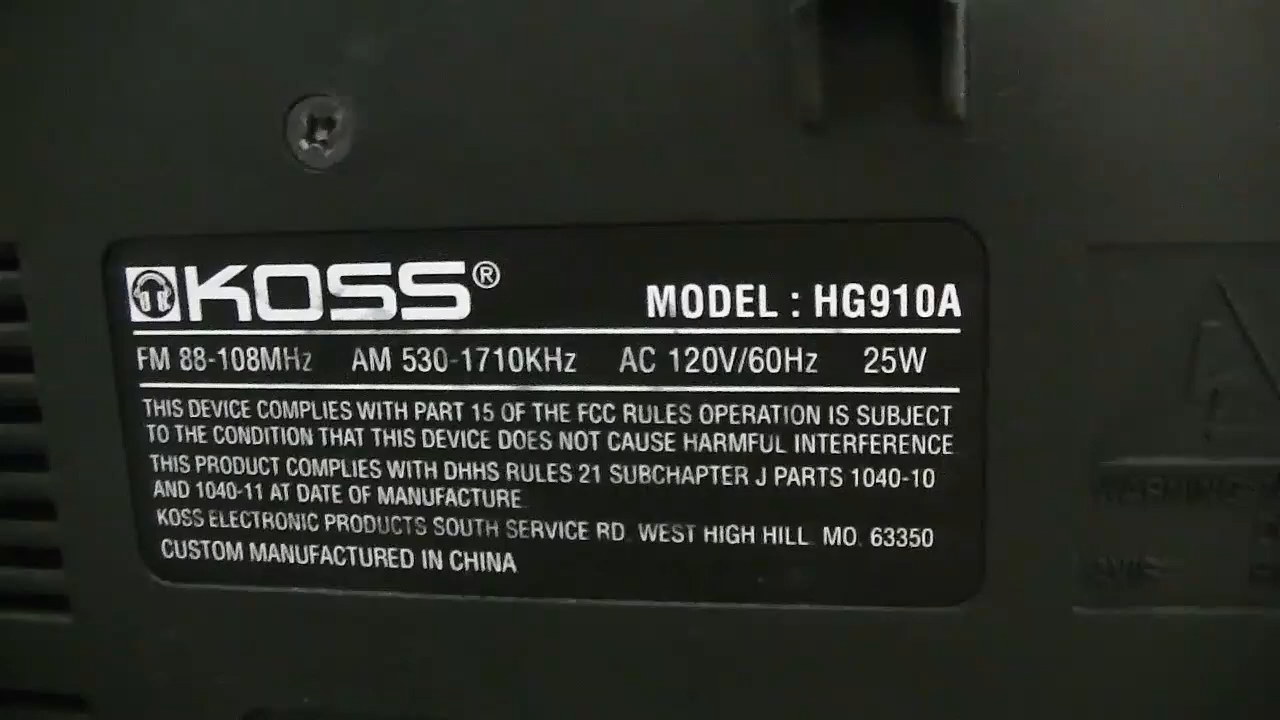 KOSS®
MODEL : HG910A
FM 88-108MHz AM 530-1710KHz AC 120V/60Hz 25W
THIS DEVICE COMPLIES WITH PART 15 OF THE FCC RULES OPERATION IS SUBJECT
TO THE CONDITION THAT THIS DEVICE DOES NOT CAUSE HARMFUL INTERFERENCE
THIS PRODUCT COMPLIES WITH DHHS RULES 21 SUBCHAPTER J PARTS 1040-10
AND 1040-11 AT DATE OF MANUFACTURE
KOSS ELECTRONIC PRODUCTS SOUTH SERVICE RD. WEST HIGH HILL. MO. 63350
CUSTOM MANUFACTURED IN CHINA
WARNING